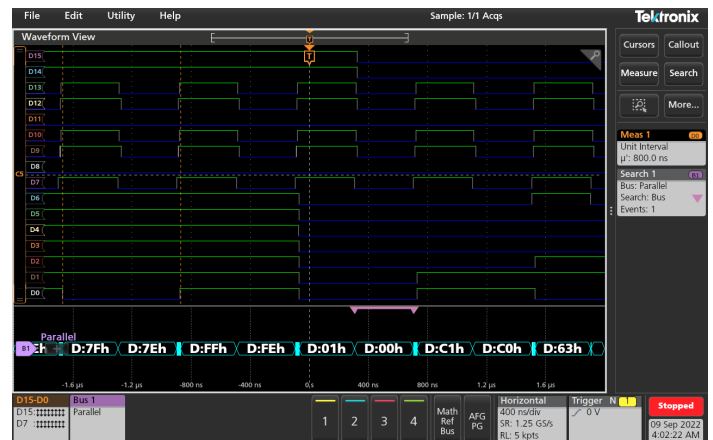 File Edit Utility Help Sample: 1/1 Acqs Tektronix
Waveform View
T
T
D15
D14
D13
D12
D11
D10
D9
D8
C5
D7
D6
D5
D4
D3
D2
D1
D0
Cursors Callout
Measure Search
More...
Meas 1 D0
Unit Interval
µ': 800.0 ns
Search 1 B1
Bus: Parallel
Search: Bus
Events: 1
Parallel
B1 Eh D:7Fh D:7Eh D:FFh D:FEh D:01h D:00h D:C1h D:C0h D:63h
-1.6 µs -1.2 µs -800 ns -400 ns 0 s 400 ns 800 ns 1.2 µs 1.6 µs
D15-D0
D15:
D7 :
Bus 1
Parallel
1 2 3 4
Math
Ref
Bus
AFG
PG
Horizontal
400 ns/div
SR: 1.25 GS/s
RL: 5 kpts
Trigger N 1
0 V
Stopped
09 Sep 2022
4:02:22 AM